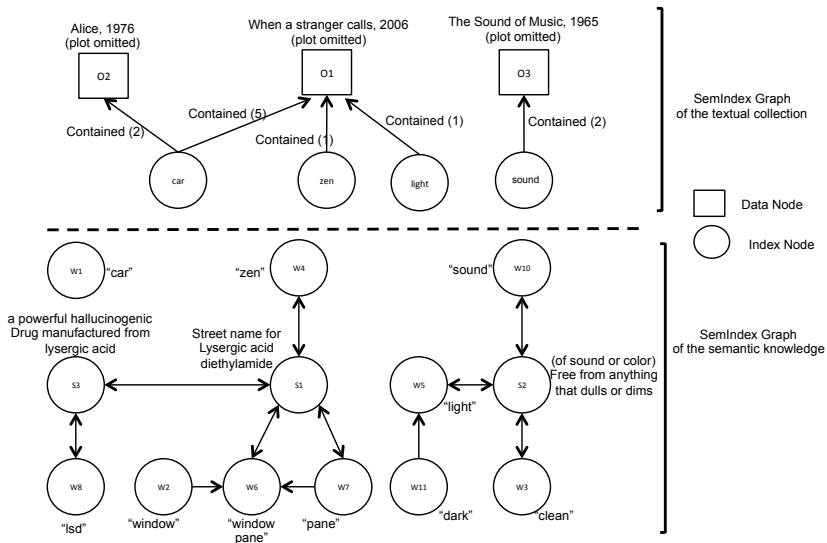 Alice, 1976
(plot omitted)
When a stranger calls, 2006
(plot omitted)
The Sound of Music, 1965
(plot omitted)
O2
O1
O3
Contained (5)
Contained (2)
Contained (1)
Contained (1)
Contained (2)
car
zen
light
sound
SemIndex Graph
of the textual collection
Data Node
Index Node
W1
"car"
"zen"
W4
"sound"
W10
a powerful hallucinogenic
Drug manufactured from
lysergic acid
Street name for
Lysergic acid
diethylamide
(of sound or color)
Free from anything
that dulls or dims
SemIndex Graph
of the semantic knowledge
S3
S1
W5
S2
"light"
W8
W2
W6
W7
W11
W3
"lsd"
"window"
"window
pane"
"pane"
"dark"
"clean"